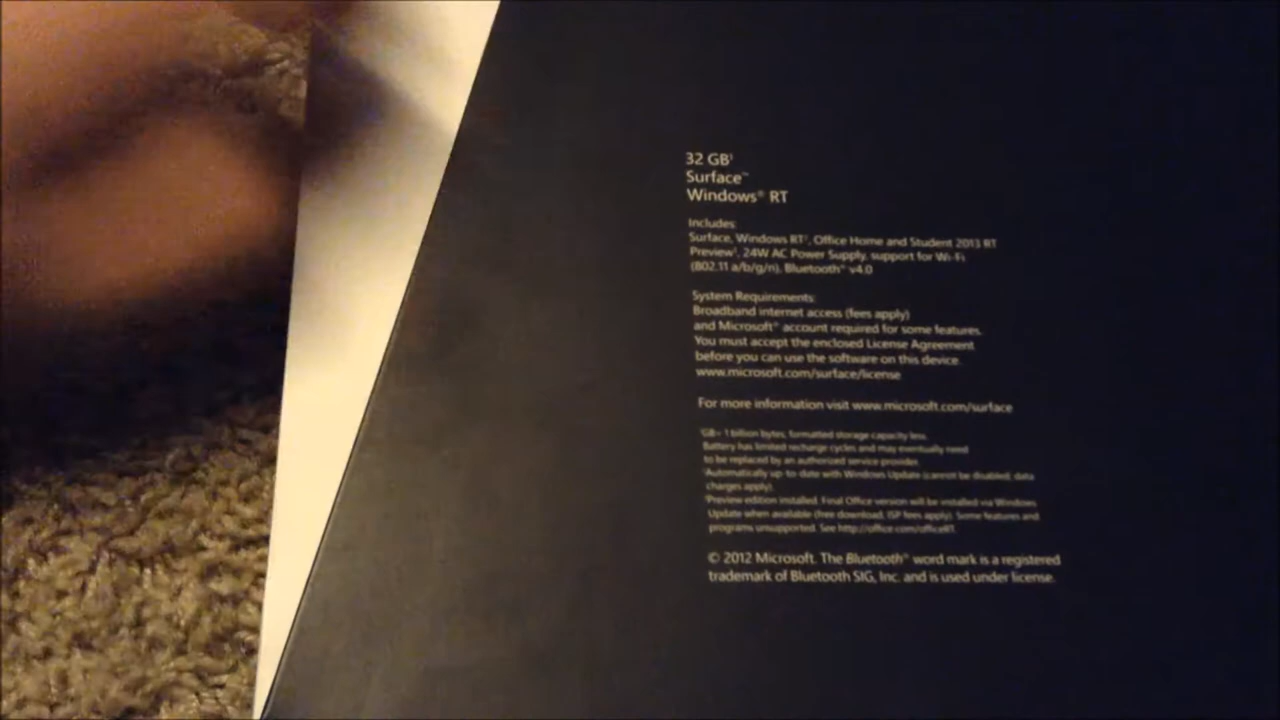 32 GB¹
Surface™
Windows® RT
Includes:
Surface, Windows RT², Office Home and Student 2013 RT
Preview³, 24W AC Power Supply, support for Wi-Fi
(802.11 a/b/g/n), Bluetooth® v4.0
System Requirements:
Broadband internet access (fees apply)
and Microsoft® account required for some features.
You must accept the enclosed License Agreement
before you can use the software on this device.
www.microsoft.com/surface/license
For more information visit www.microsoft.com/surface
¹GB= 1 billion bytes, formatted storage capacity less.
Battery has limited recharge cycles and may eventually need
to be replaced by an authorized service provider.
²Automatically up-to-date with Windows Update (cannot be disabled; data
charges apply).
³Preview edition installed. Final Office version will be installed via Windows
Update when available (free download, ISP fees apply). Some features and
programs unsupported. See http://office.com/officeRT.
© 2012 Microsoft. The Bluetooth® word mark is a registered
trademark of Bluetooth SIG, Inc. and is used under license.